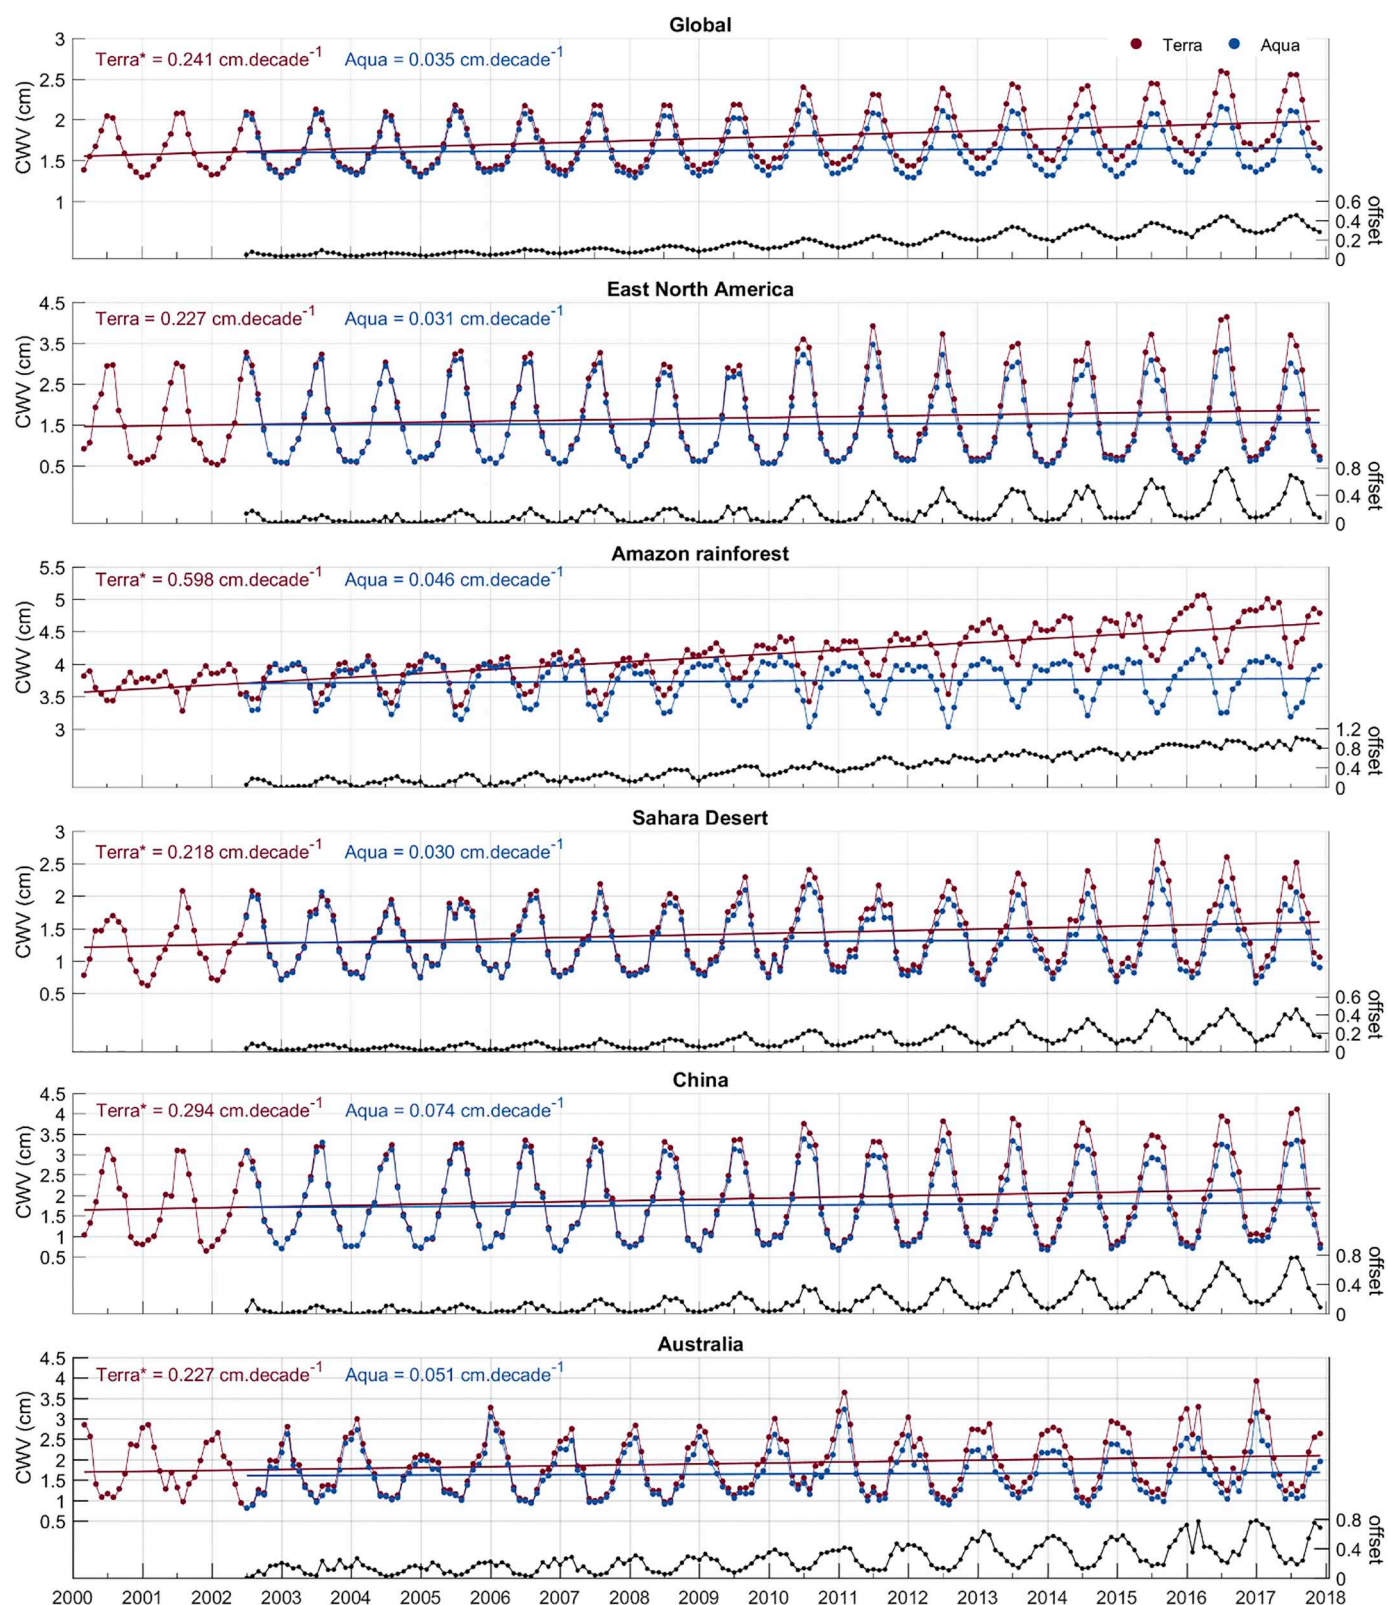 Global
Terra* = 0.241 cm.decade-1 Aqua = 0.035 cm.decade-1
Terra Aqua
CWV (cm)
3
2.5
2
1.5
1
0.6
0.4
0.2
0
offset
East North America
Terra = 0.227 cm.decade-1 Aqua = 0.031 cm.decade-1
CWV (cm)
4.5
3.5
2.5
1.5
0.5
0.8
0.4
0
offset
Amazon rainforest
Terra* = 0.598 cm.decade-1 Aqua = 0.046 cm.decade-1
CWV (cm)
5.5
5
4.5
4
3.5
3
1.2
0.8
0.4
0
offset
Sahara Desert
Terra* = 0.218 cm.decade-1 Aqua = 0.030 cm.decade-1
CWV (cm)
3
2.5
2
1.5
1
0.5
0.6
0.4
0.2
0
offset
China
Terra* = 0.294 cm.decade-1 Aqua = 0.074 cm.decade-1
CWV (cm)
4.5
4
3.5
3
2.5
2
1.5
1
0.5
0.8
0.4
0
offset
Australia
Terra* = 0.227 cm.decade-1 Aqua = 0.051 cm.decade-1
CWV (cm)
4.5
4
3.5
3
2.5
2
1.5
1
0.5
0.8
0.4
0
offset
2000 2001 2002 2003 2004 2005 2006 2007 2008 2009 2010 2011 2012 2013 2014 2015 2016 2017 2018